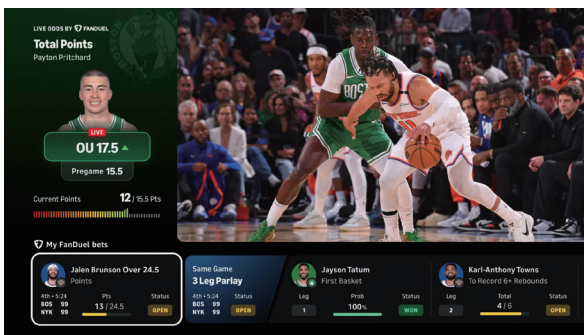 LIVE ODDS BY FANDUEL
Total Points
Payton Pritchard
LIVE
OU 17.5
Pregame 15.5
Current Points 12 / 15.5 Pts
My FanDuel bets
Jalen Brunson Over 24.5
Points
4th • 5:24 Pts Status
BOS 99
NYK 99
13 / 24.5 OPEN
Same Game
3 Leg Parlay
4th • 5:24 Status
BOS 99
NYK 99
OPEN
Jayson Tatum
First Basket
Leg Prob Status
1 100% WON
Karl-Anthony Towns
To Record 6+ Rebounds
Leg Total Status
2 4 / 6 OPEN
BOST